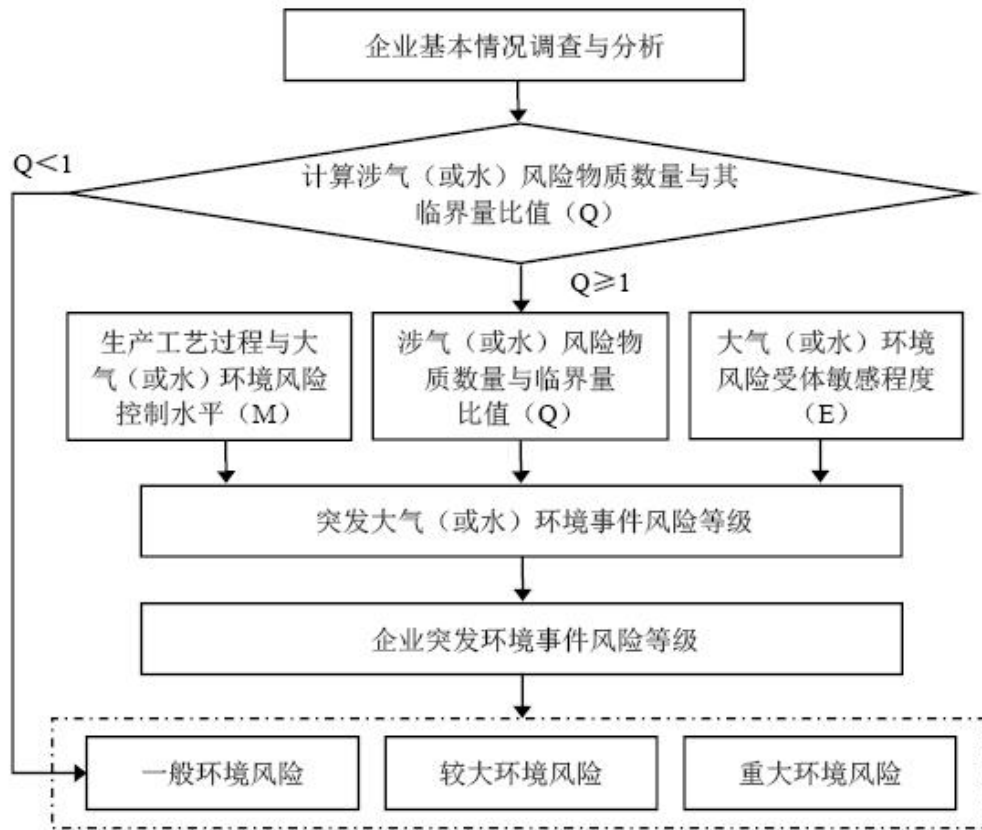 企业基本情况调查与分析
Q＜1
计算涉气（或水）风险物质数量与其
临界量比值（Q）
Q≥1
生产工艺过程与大
气（或水）环境风险
控制水平（M）
涉气（或水）风险物
质数量与临界量
比值（Q）
大气（或水）环境
风险受体敏感程度
（E）
突发大气（或水）环境事件风险等级
企业突发环境事件风险等级
一般环境风险
较大环境风险
重大环境风险